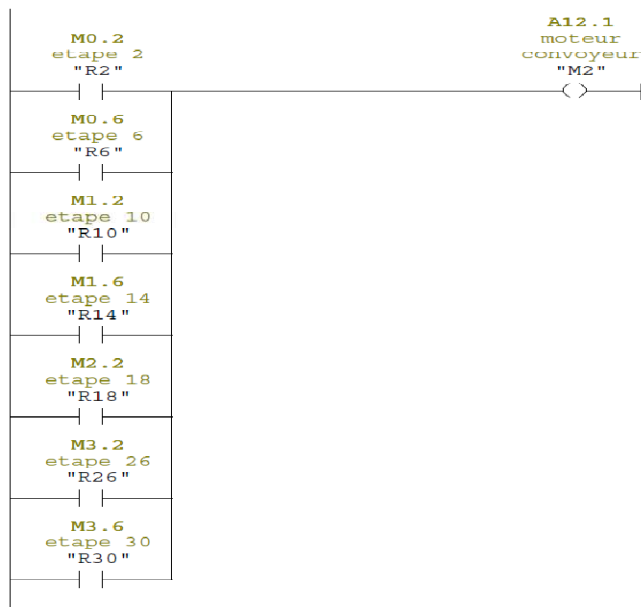 M0.2
etape 2
"R2"
A12.1
moteur
convoyeur
"M2"
M0.6
etape 6
"R6"
M1.2
etape 10
"R10"
M1.6
etape 14
"R14"
M2.2
etape 18
"R18"
M3.2
etape 26
"R26"
M3.6
etape 30
"R30"